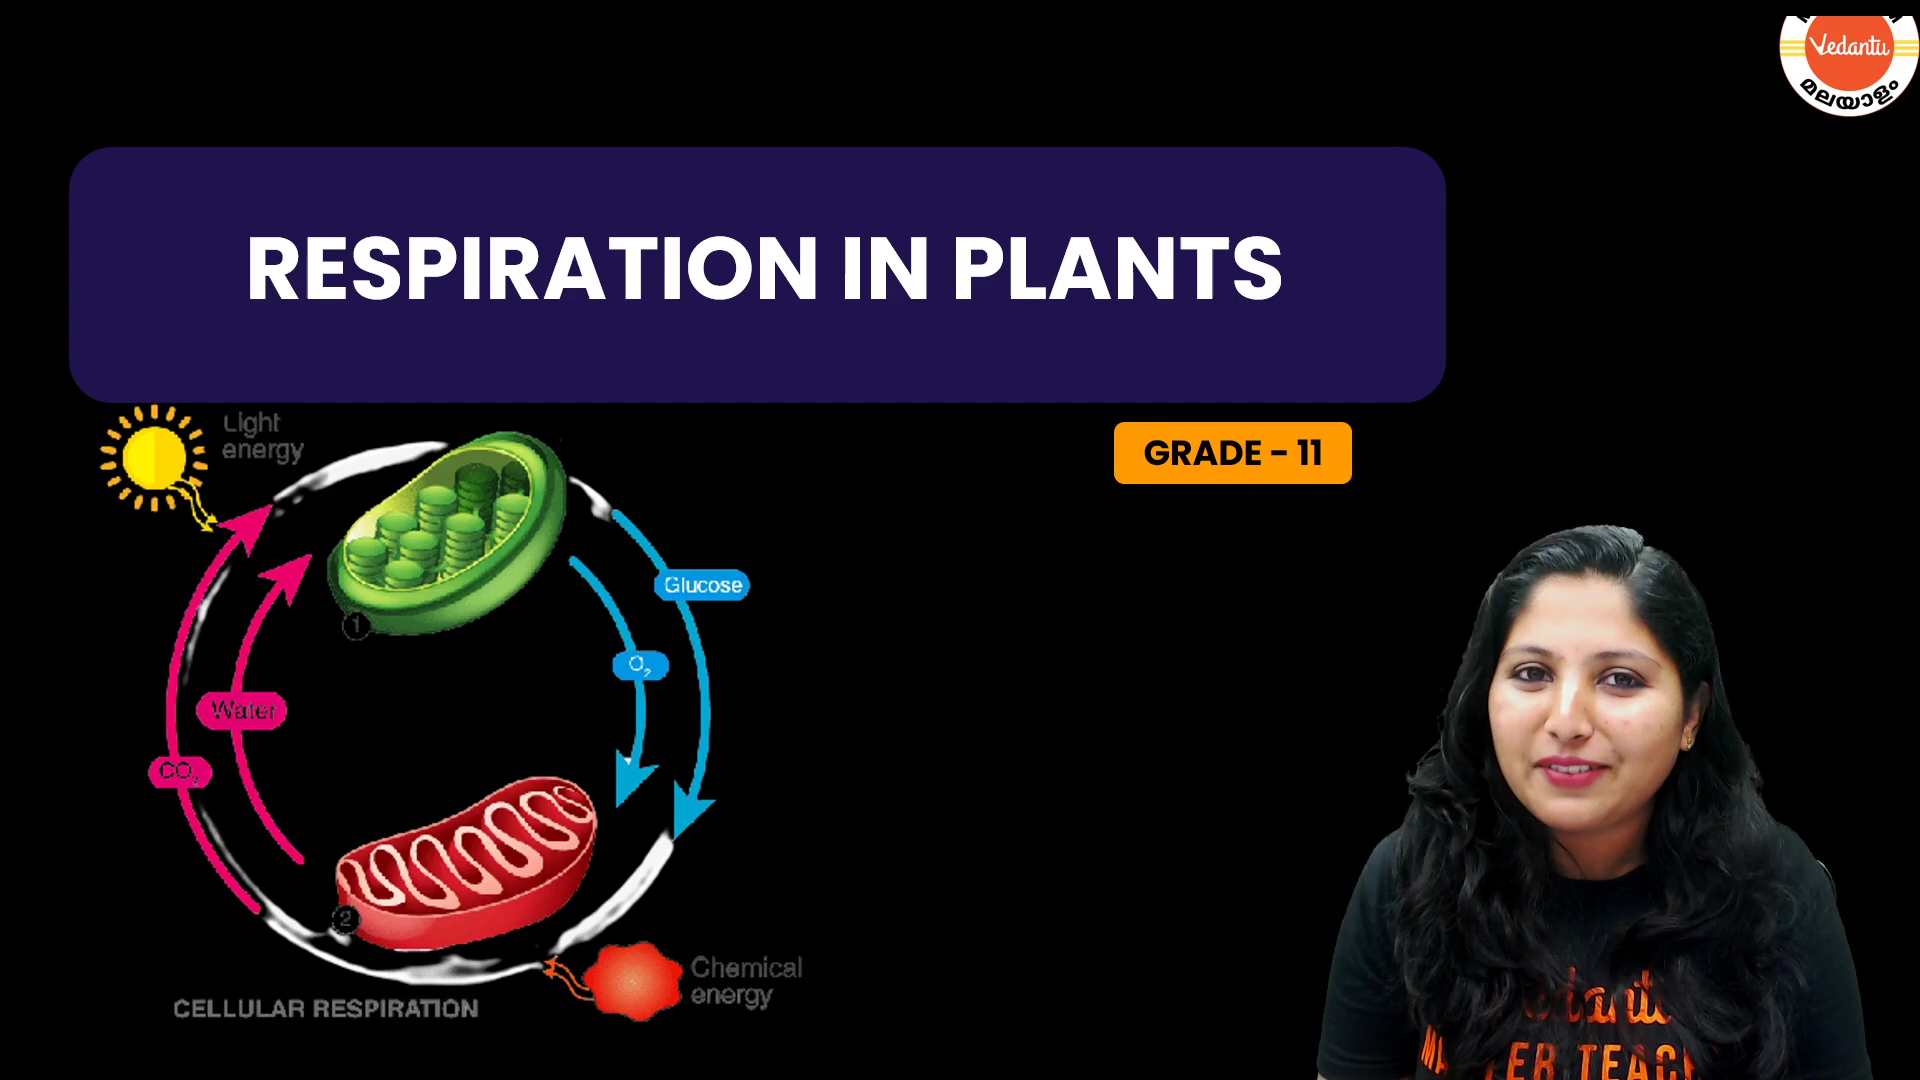 Vedantu
മലയാളം
RESPIRATION IN PLANTS
GRADE - 11
Light
energy
Glucose
1
O2
Water
CO2
2
Chemical
energy
CELLULAR RESPIRATION